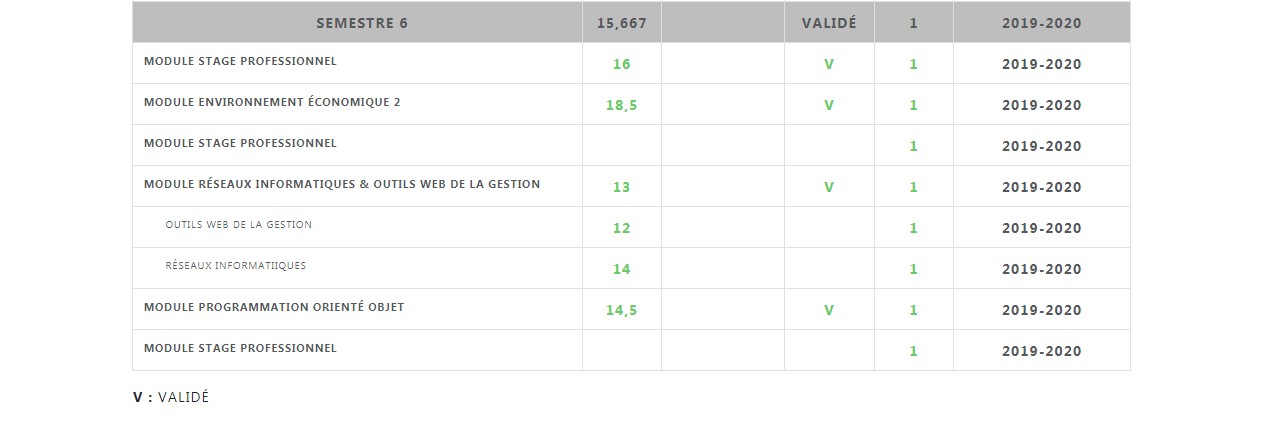 SEMESTRE 6 15,667 VALIDÉ 1 2019-2020
MODULE STAGE PROFESSIONNEL 16 V 1 2019-2020
MODULE ENVIRONNEMENT ÉCONOMIQUE 2 18,5 V 1 2019-2020
MODULE STAGE PROFESSIONNEL 1 2019-2020
MODULE RÉSEAUX INFORMATIQUES & OUTILS WEB DE LA GESTION 13 V 1 2019-2020
OUTILS WEB DE LA GESTION 12 1 2019-2020
RÉSEAUX INFORMATIIQUES 14 1 2019-2020
MODULE PROGRAMMATION ORIENTÉ OBJET 14,5 V 1 2019-2020
MODULE STAGE PROFESSIONNEL 1 2019-2020
V : VALIDÉ